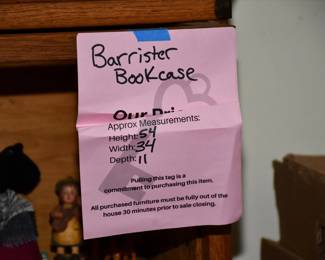 Barrister
Bookcase
Our
Approx Measurements:
Height: 54
Width: 34
Depth: 11
Pulling this tag is a
commitment to purchasing this item.
All purchased furniture must be fully out of the
house 30 minutes prior to sale closing.